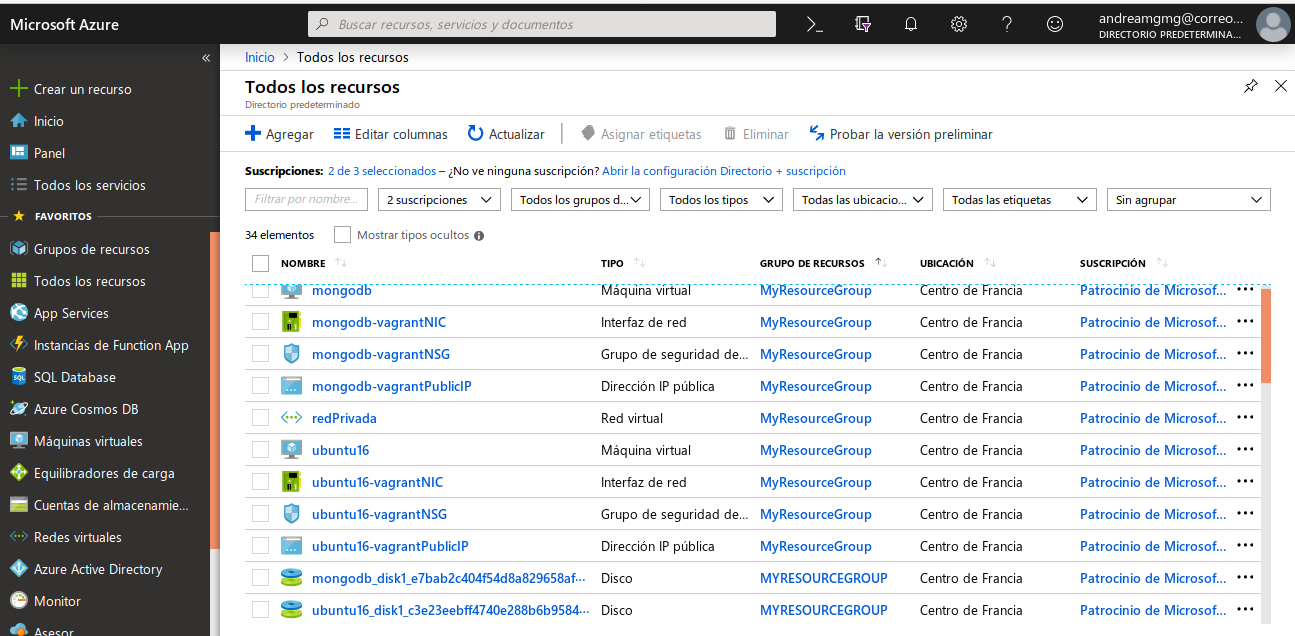 Microsoft Azure
Buscar recursos, servicios y documentos
andreamgmg@correo...
DIRECTORIO PREDETERMINA...
«
Crear un recurso
Inicio
Panel
Todos los servicios
FAVORITOS
Grupos de recursos
Todos los recursos
App Services
Instancias de Function App
SQL Database
Azure Cosmos DB
Máquinas virtuales
Equilibradores de carga
Cuentas de almacenamie...
Redes virtuales
Azure Active Directory
Monitor
Asesor
Inicio > Todos los recursos
Todos los recursos
Directorio predeterminado
Agregar Editar columnas Actualizar Asignar etiquetas Eliminar Probar la versión preliminar
Suscripciones: 2 de 3 seleccionados – ¿No ve ninguna suscripción? Abrir la configuración Directorio + suscripción
Filtrar por nombre... 2 suscripciones Todos los grupos d... Todos los tipos Todas las ubicacio... Todas las etiquetas Sin agrupar
34 elementos Mostrar tipos ocultos
NOMBRE TIPO GRUPO DE RECURSOS UBICACIÓN SUSCRIPCIÓN
mongodb Máquina virtual MyResourceGroup Centro de Francia Patrocinio de Microsof... ...
mongodb-vagrantNIC Interfaz de red MyResourceGroup Centro de Francia Patrocinio de Microsof... ...
mongodb-vagrantNSG Grupo de seguridad de... MyResourceGroup Centro de Francia Patrocinio de Microsof... ...
mongodb-vagrantPublicIP Dirección IP pública MyResourceGroup Centro de Francia Patrocinio de Microsof... ...
redPrivada Red virtual MyResourceGroup Centro de Francia Patrocinio de Microsof... ...
ubuntu16 Máquina virtual MyResourceGroup Centro de Francia Patrocinio de Microsof... ...
ubuntu16-vagrantNIC Interfaz de red MyResourceGroup Centro de Francia Patrocinio de Microsof... ...
ubuntu16-vagrantNSG Grupo de seguridad de... MyResourceGroup Centro de Francia Patrocinio de Microsof... ...
ubuntu16-vagrantPublicIP Dirección IP pública MyResourceGroup Centro de Francia Patrocinio de Microsof... ...
mongodb_disk1_e7bab2c404f54d8a829658af... Disco MYRESOURCEGROUP Centro de Francia Patrocinio de Microsof... ...
ubuntu16_disk1_c3e23eebff4740e288b6b9584... Disco MYRESOURCEGROUP Centro de Francia Patrocinio de Microsof... ...